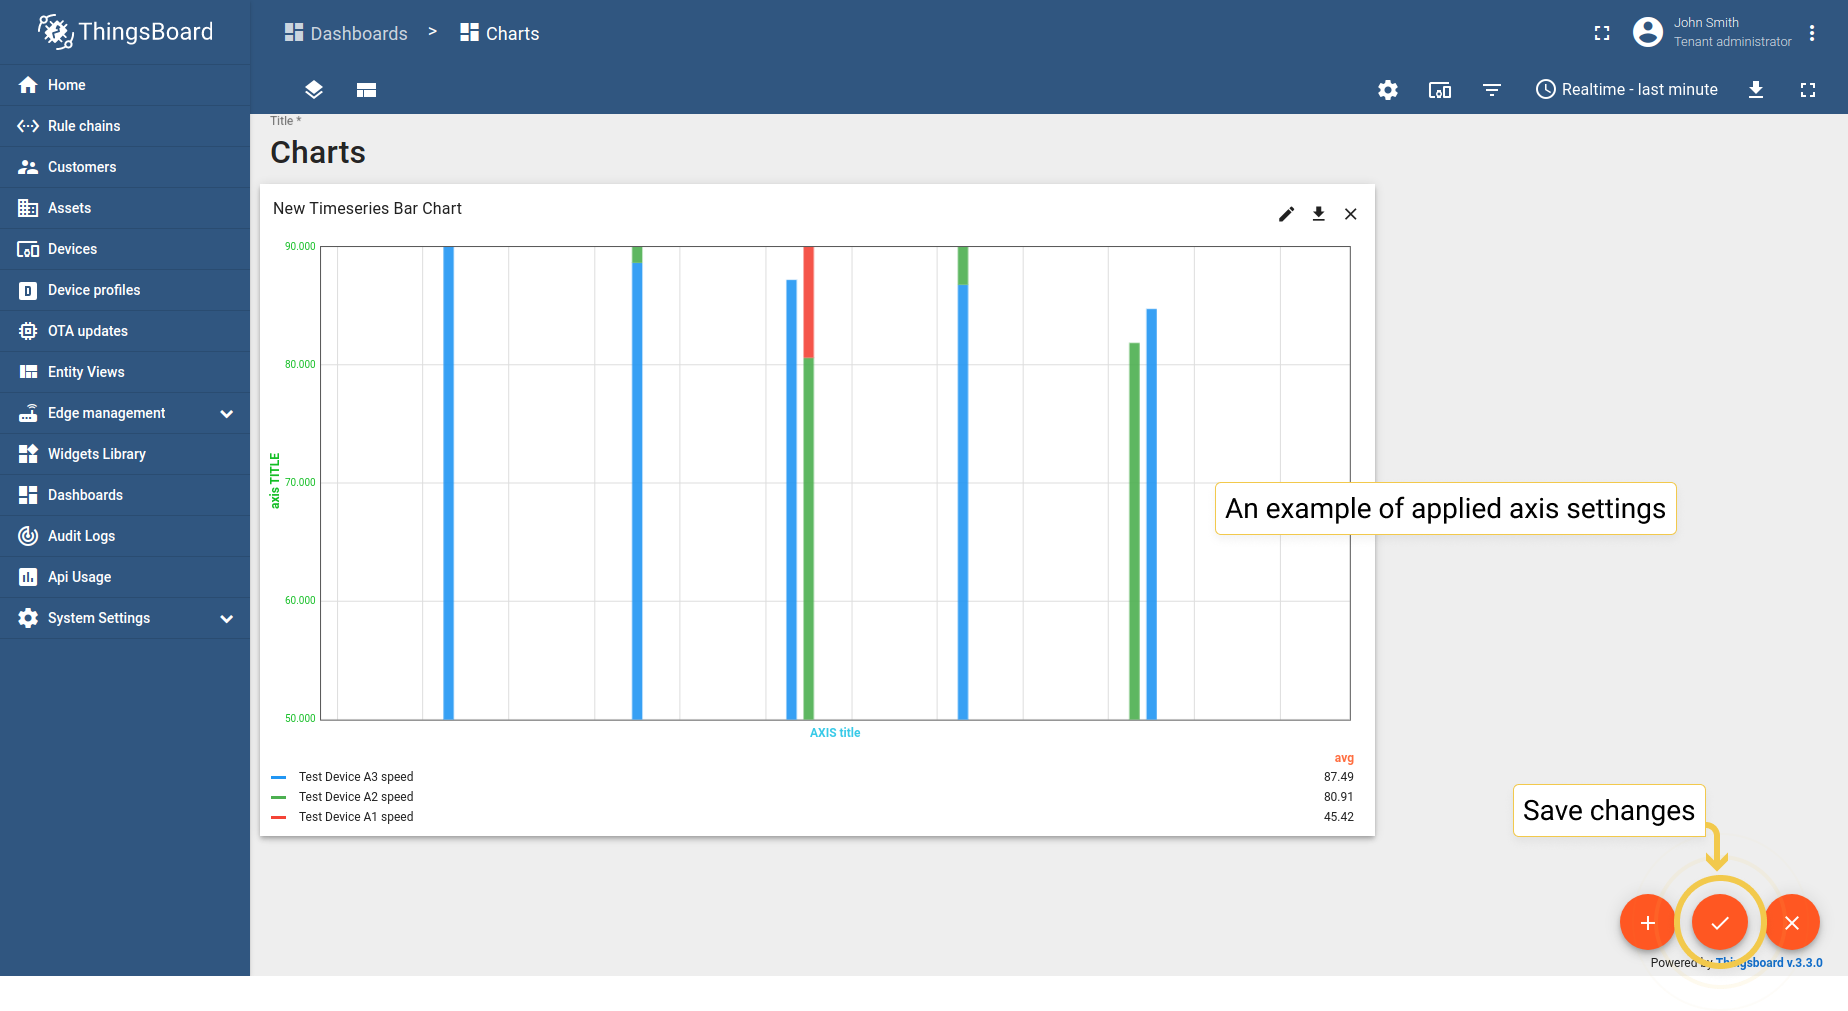 ThingsBoard
Dashboards > Charts
John Smith
Tenant administrator
Realtime - last minute
Home
Rule chains
Customers
Assets
Devices
Device profiles
OTA updates
Entity Views
Edge management
Widgets Library
Dashboards
Audit Logs
Api Usage
System Settings
Title *
Charts
New Timeseries Bar Chart
90.000
80.000
70.000
60.000
50.000
axis TITLE
AXIS title
An example of applied axis settings
avg
Test Device A3 speed 87.49
Test Device A2 speed 80.91
Test Device A1 speed 45.42
Save changes
Powered by Thingsboard v.3.3.0